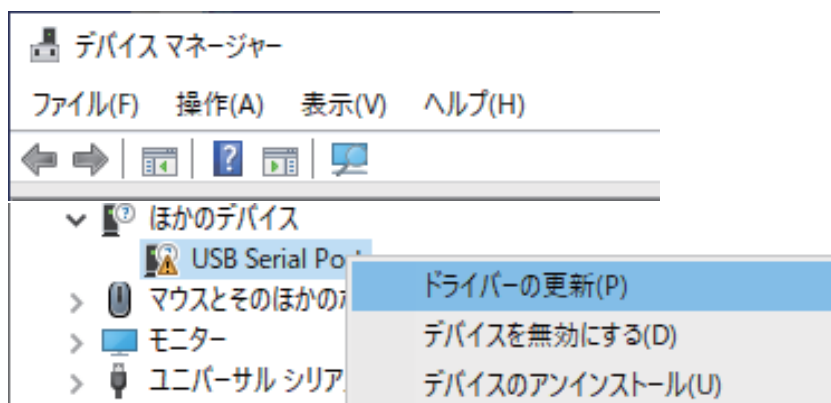 デバイス マネージャー
ファイル(F) 操作(A) 表示(V) ヘルプ(H)
ほかのデバイス
USB Serial
ドライバーの更新(P)
マウスとそのほかの
デバイスを無効にする(D)
モニター
ユニバーサル シリア
デバイスのアンインストール(U)